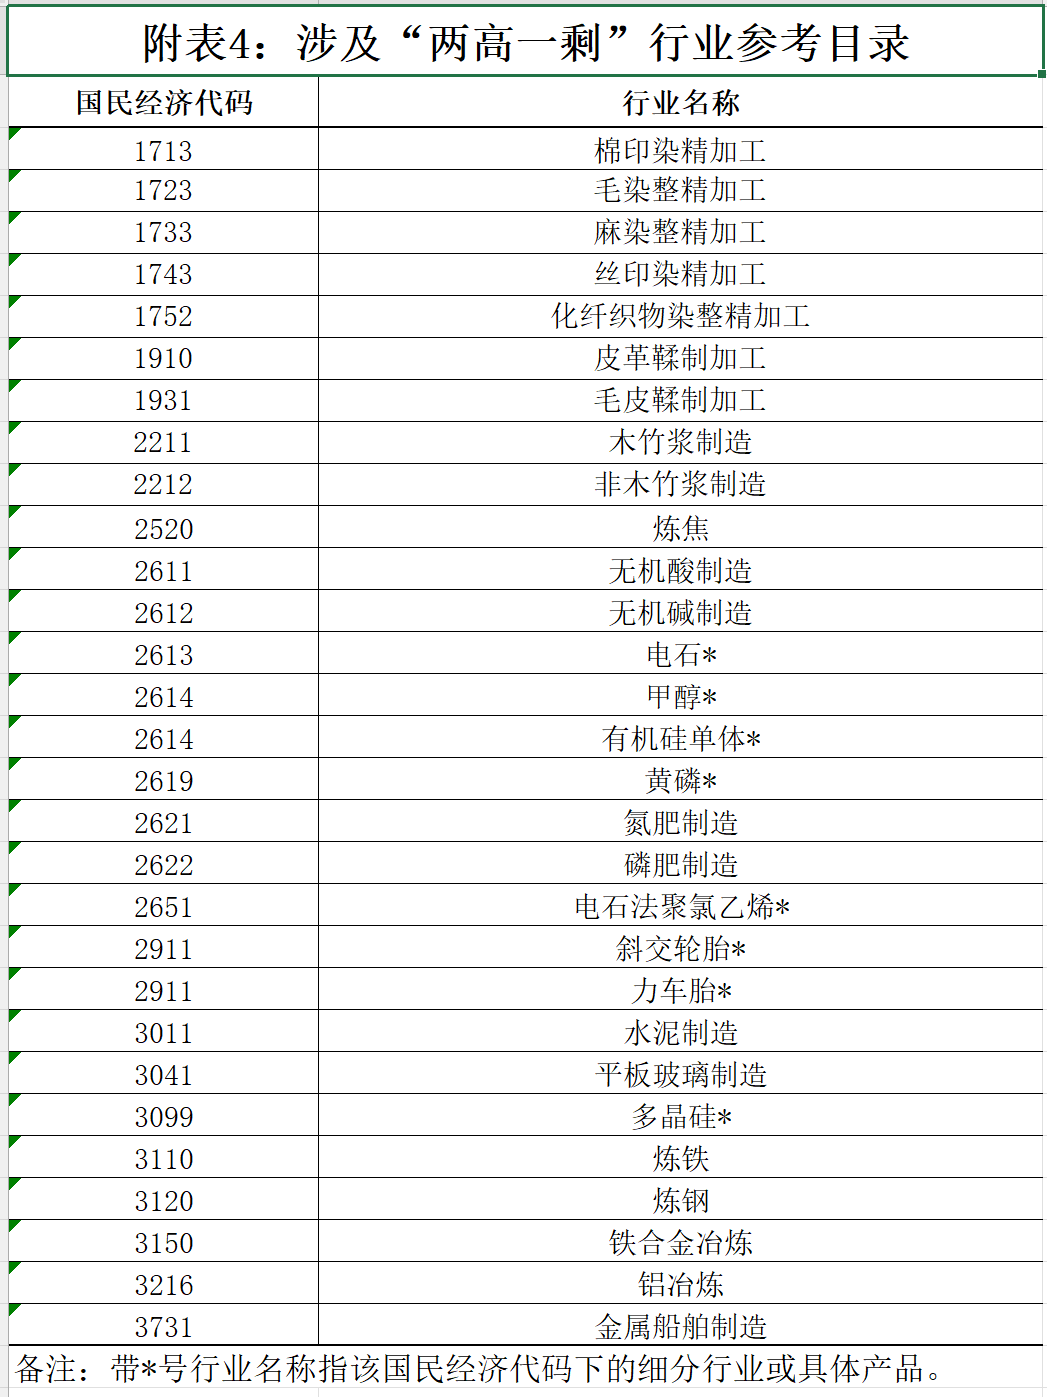 附表4：涉及“两高一剩”行业参考目录
国民经济代码 行业名称
1713 棉印染精加工
1723 毛染整精加工
1733 麻染整精加工
1743 丝印染精加工
1752 化纤织物染整精加工
1910 皮革鞣制加工
1931 毛皮鞣制加工
2211 木竹浆制造
2212 非木竹浆制造
2520 炼焦
2611 无机酸制造
2612 无机碱制造
2613 电石*
2614 甲醇*
2614 有机硅单体*
2619 黄磷*
2621 氮肥制造
2622 磷肥制造
2651 电石法聚氯乙烯*
2911 斜交轮胎*
2911 力车胎*
3011 水泥制造
3041 平板玻璃制造
3099 多晶硅*
3110 炼铁
3120 炼钢
3150 铁合金冶炼
3216 铝冶炼
3731 金属船舶制造
备注：带*号行业名称指该国民经济代码下的细分行业或具体产品。